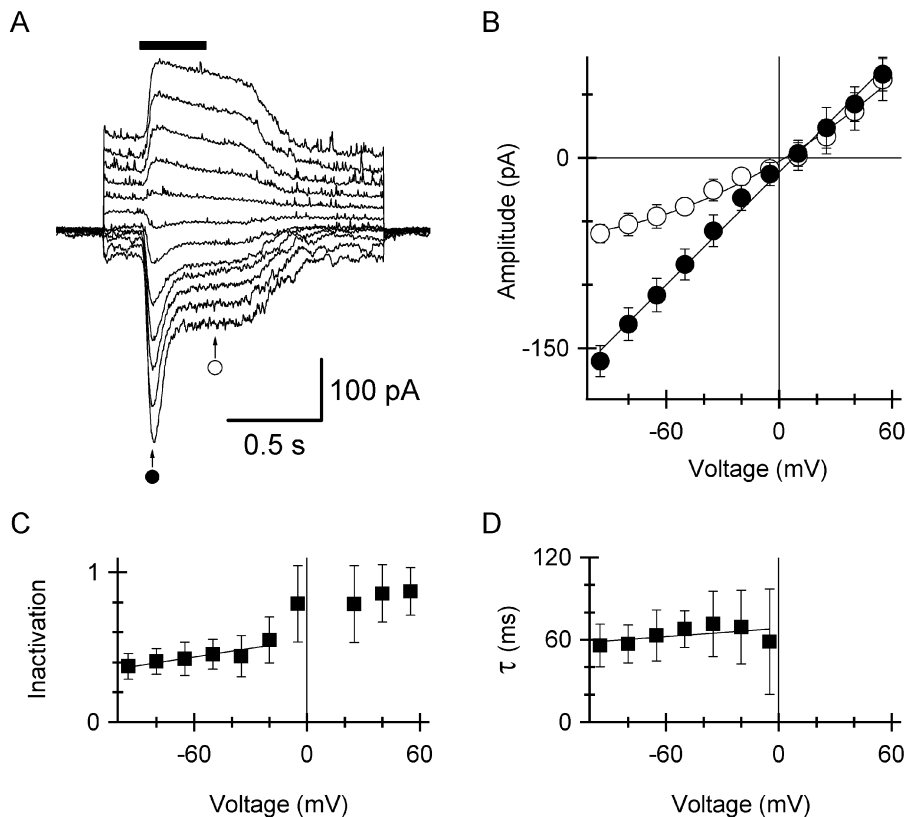 A
100 pA
0.5 s
B
Amplitude (pA)
0
-150
-60
0
60
Voltage (mV)
C
Inactivation
1
0
-60
0
60
Voltage (mV)
D
τ (ms)
120
60
0
-60
0
60
Voltage (mV)